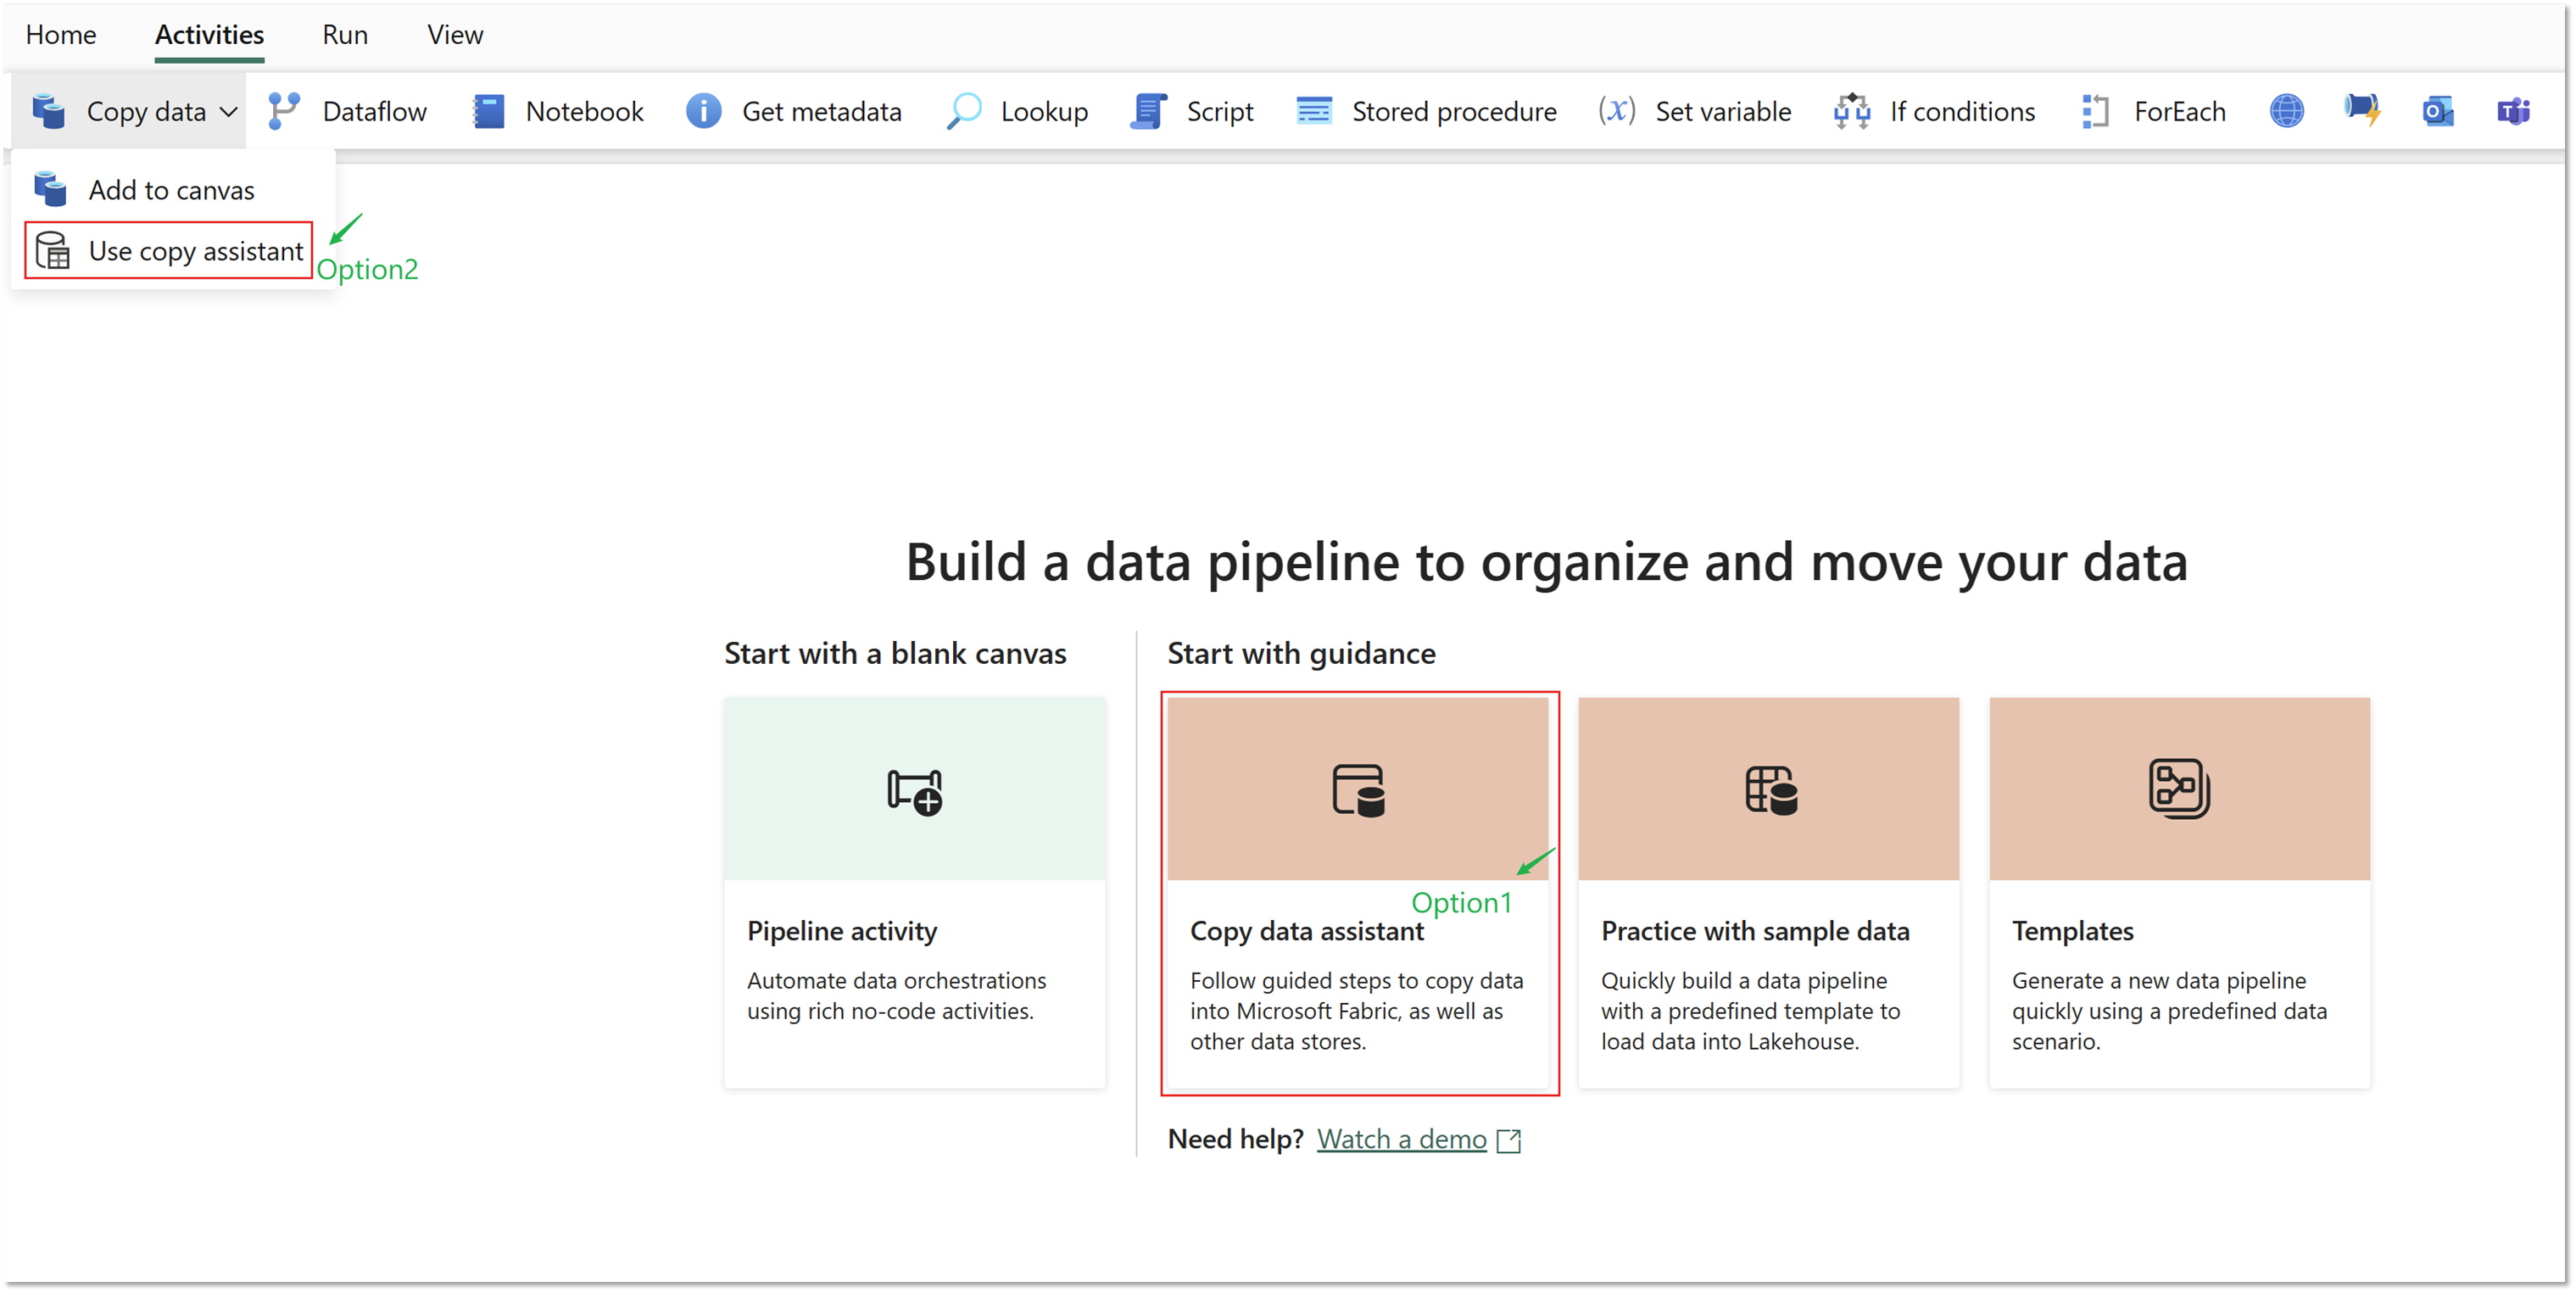 Home Activities Run View
Copy data Dataflow Notebook Get metadata Lookup Script Stored procedure (x) Set variable If conditions ForEach
Add to canvas
Use copy assistant
Option2
Build a data pipeline to organize and move your data
Start with a blank canvas
Pipeline activity
Automate data orchestrations
using rich no-code activities.
Start with guidance
Option1
Copy data assistant
Follow guided steps to copy data
into Microsoft Fabric, as well as
other data stores.
Practice with sample data
Quickly build a data pipeline
with a predefined template to
load data into Lakehouse.
Templates
Generate a new data pipeline
quickly using a predefined data
scenario.
Need help? Watch a demo